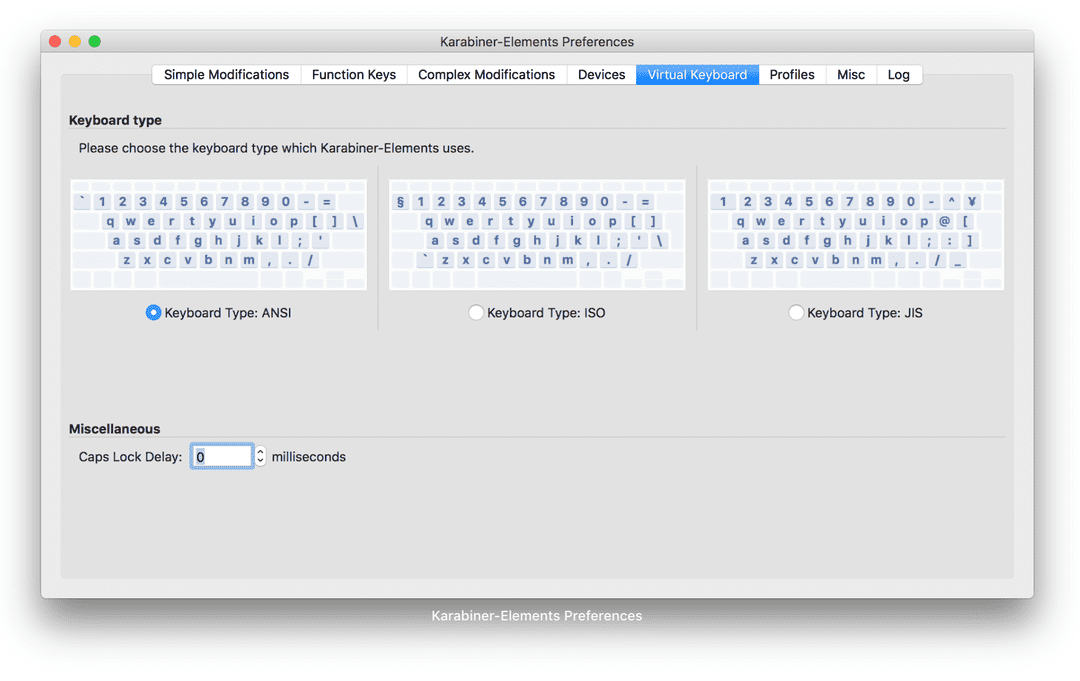 Karabiner-Elements Preferences
Simple Modifications Function Keys Complex Modifications Devices Virtual Keyboard Profiles Misc Log
Keyboard type
Please choose the keyboard type which Karabiner-Elements uses.
` 1 2 3 4 5 6 7 8 9 0 - =
q w e r t y u i o p [ ] \
a s d f g h j k l ; '
z x c v b n m , . /
Keyboard Type: ANSI
§ 1 2 3 4 5 6 7 8 9 0 - =
q w e r t y u i o p [ ]
a s d f g h j k l ; ' \
` z x c v b n m , . /
Keyboard Type: ISO
1 2 3 4 5 6 7 8 9 0 - ^ ¥
q w e r t y u i o p @ [
a s d f g h j k l ; : ]
z x c v b n m , . / _
Keyboard Type: JIS
Miscellaneous
Caps Lock Delay: 0 milliseconds
Karabiner-Elements Preferences